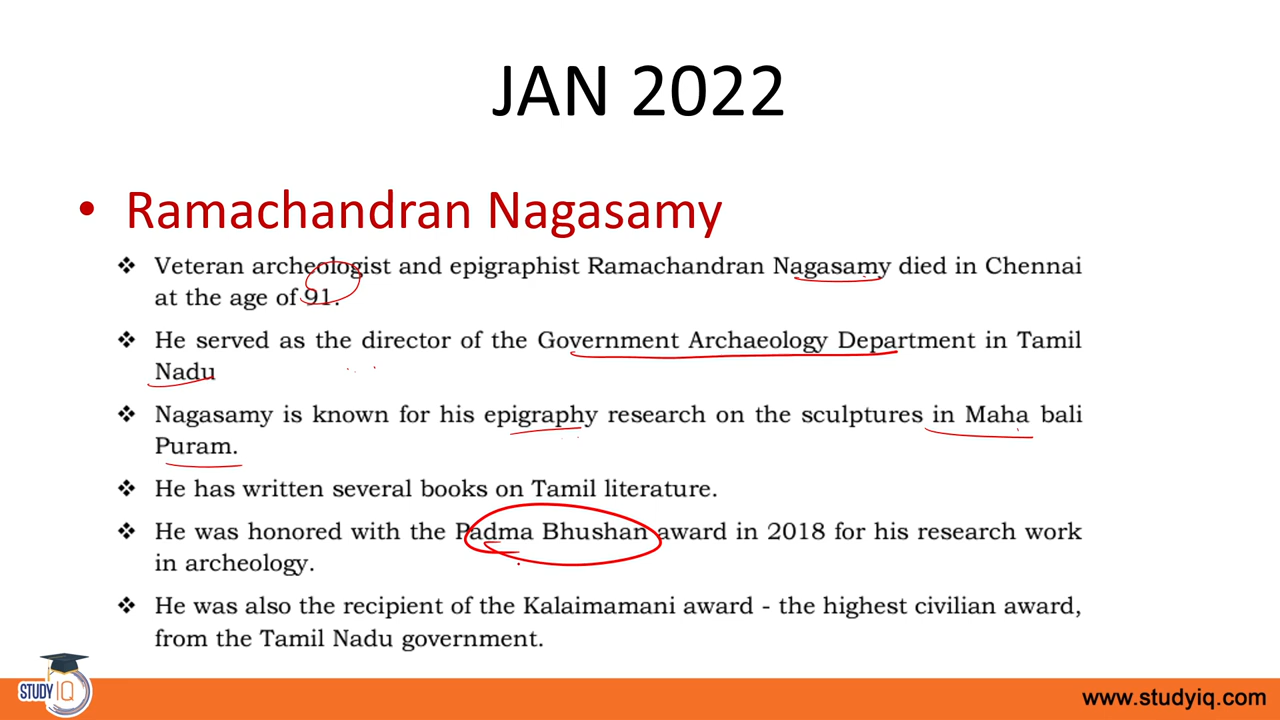 JAN 2022
• Ramachandran Nagasamy
❖ Veteran archeologist and epigraphist Ramachandran Nagasamy died in Chennai
at the age of 91.
❖ He served as the director of the Government Archaeology Department in Tamil
Nadu
❖ Nagasamy is known for his epigraphy research on the sculptures in Maha bali
Puram.
❖ He has written several books on Tamil literature.
❖ He was honored with the Padma Bhushan award in 2018 for his research work
in archeology.
❖ He was also the recipient of the Kalaimamani award - the highest civilian award,
from the Tamil Nadu government.
STUDY IQ
www.studyiq.com